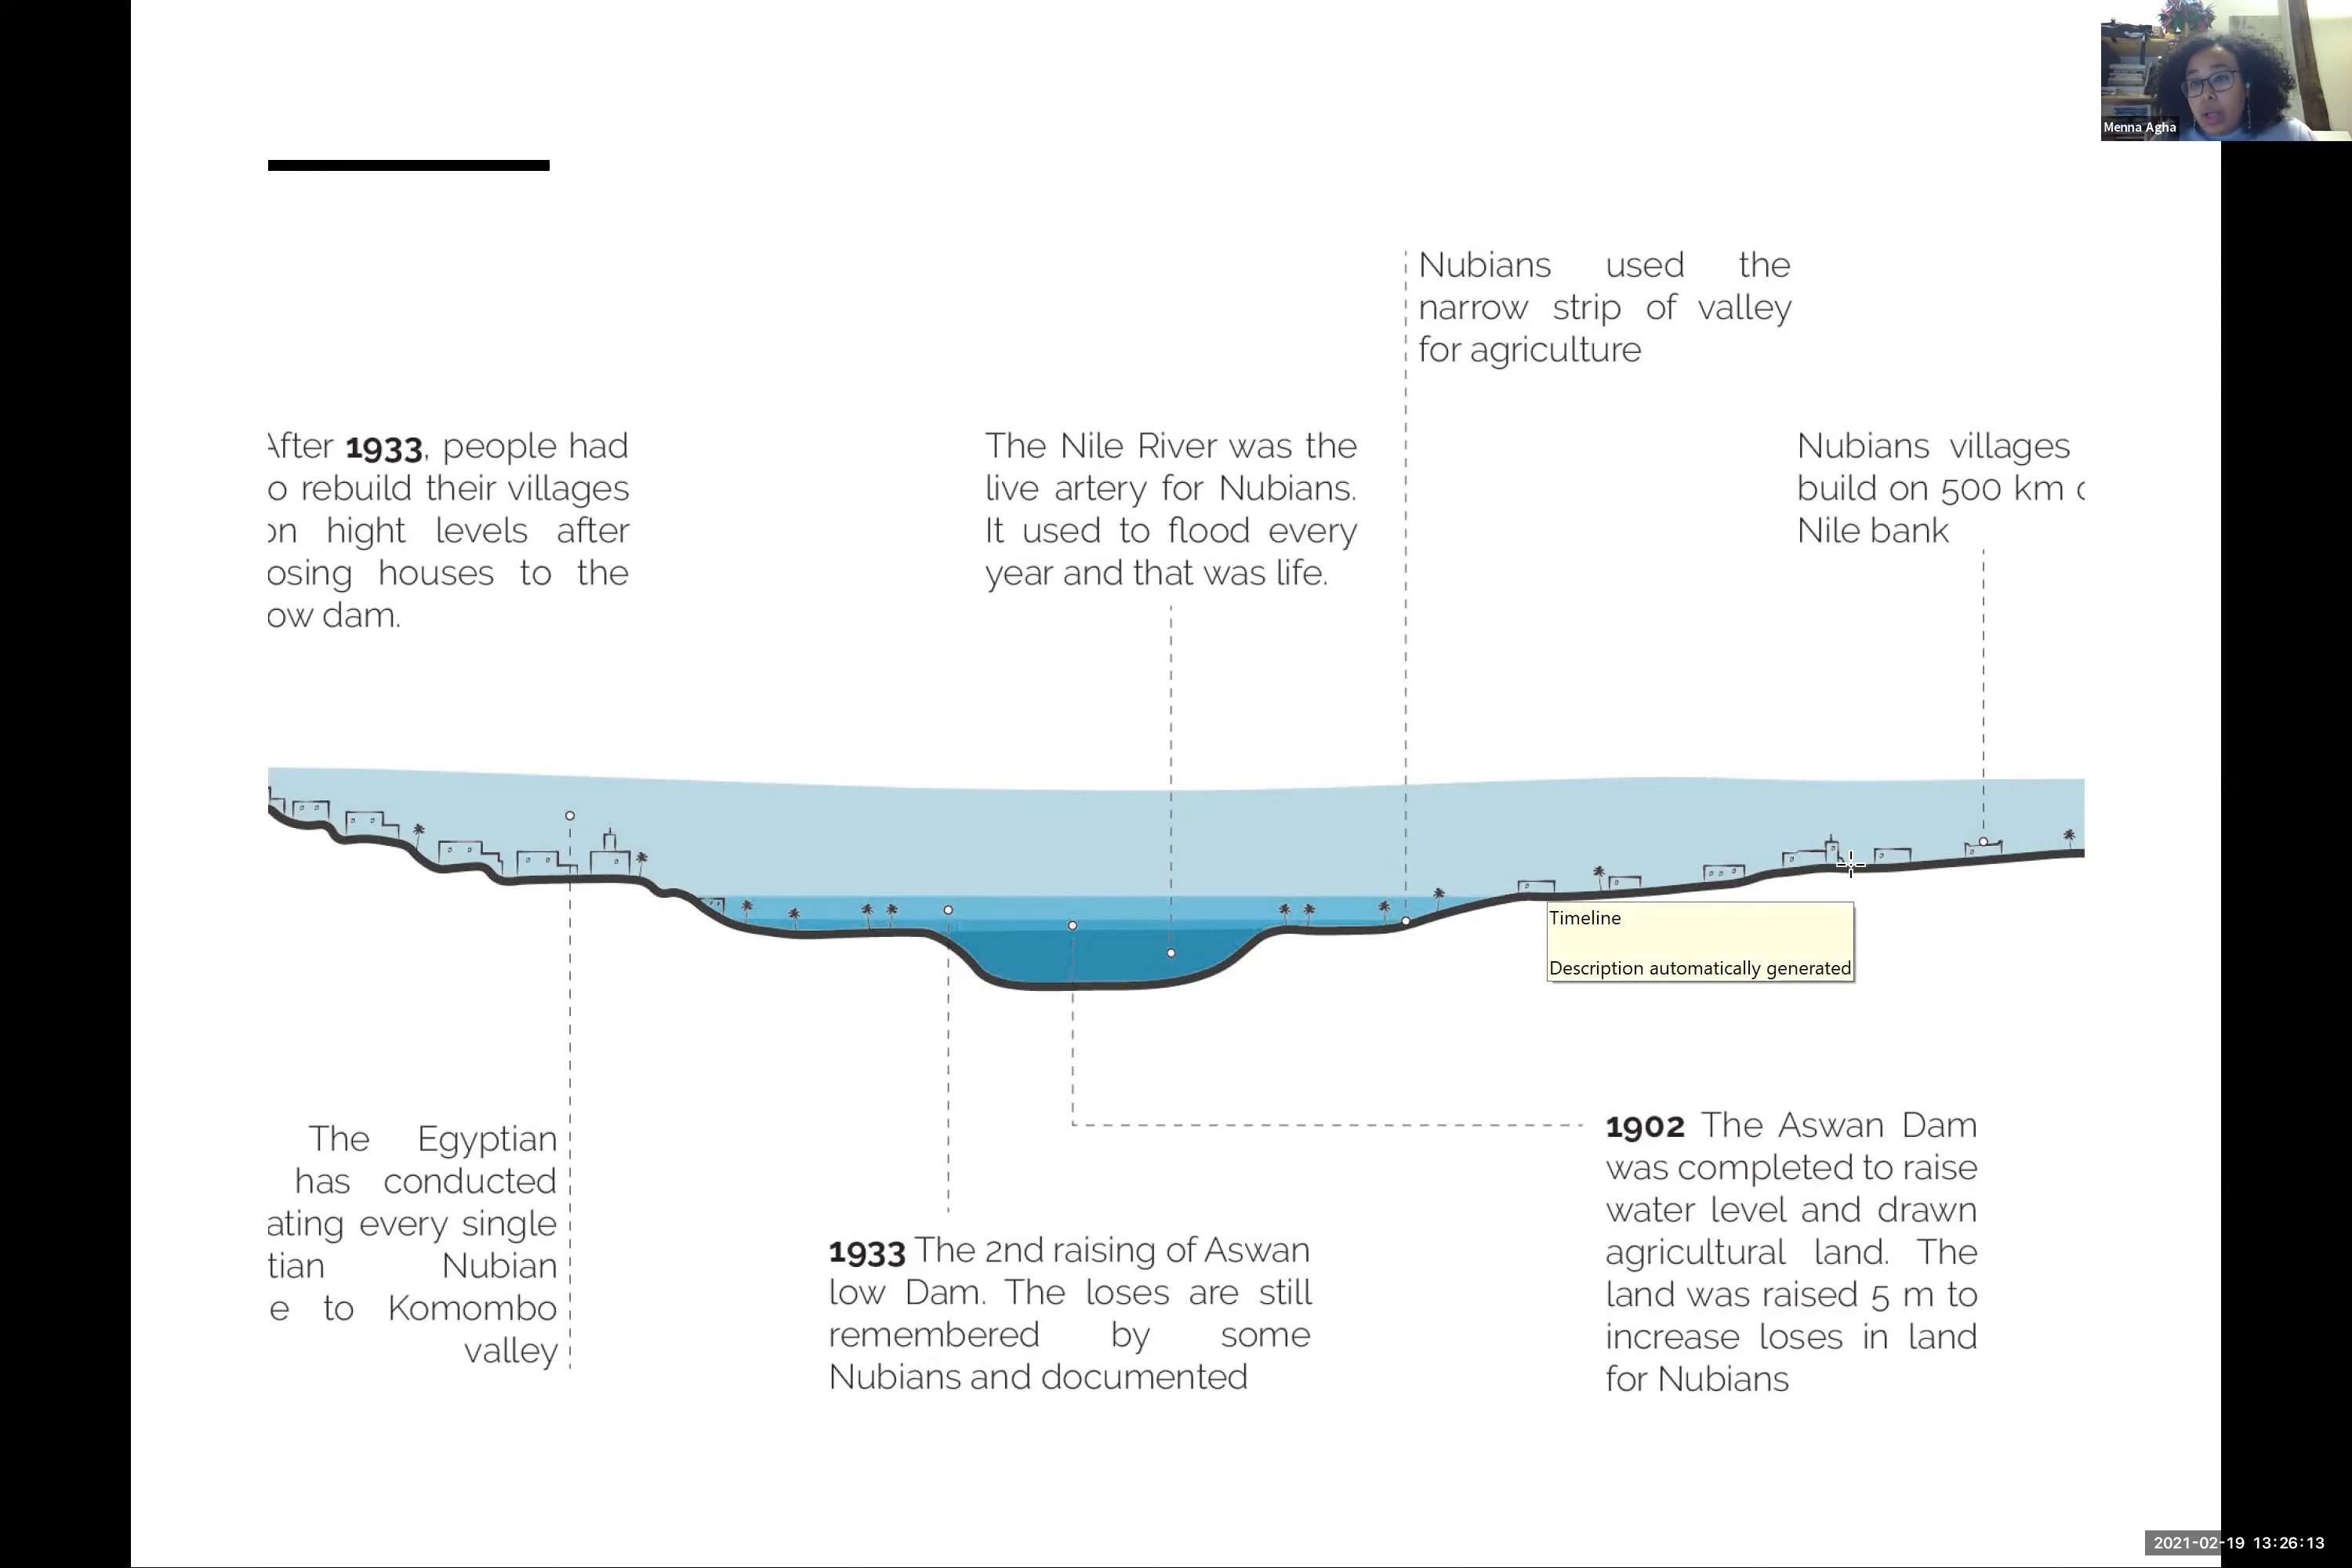 Menna Agha
Nubians used the
narrow strip of valley
for agriculture
After 1933, people had
o rebuild their villages
on hight levels after
osing houses to the
ow dam.
The Nile River was the
live artery for Nubians.
It used to flood every
year and that was life.
Nubians villages
build on 500 km
Nile bank
Timeline
Description automatically generated
The Egyptian
has conducted
ating every single
tian Nubian
e to Komombo
valley
1933 The 2nd raising of Aswan
low Dam. The loses are still
remembered by some
Nubians and documented
1902 The Aswan Dam
was completed to raise
water level and drawn
agricultural land. The
land was raised 5 m to
increase loses in land
for Nubians
2021-02-19 13:26:13